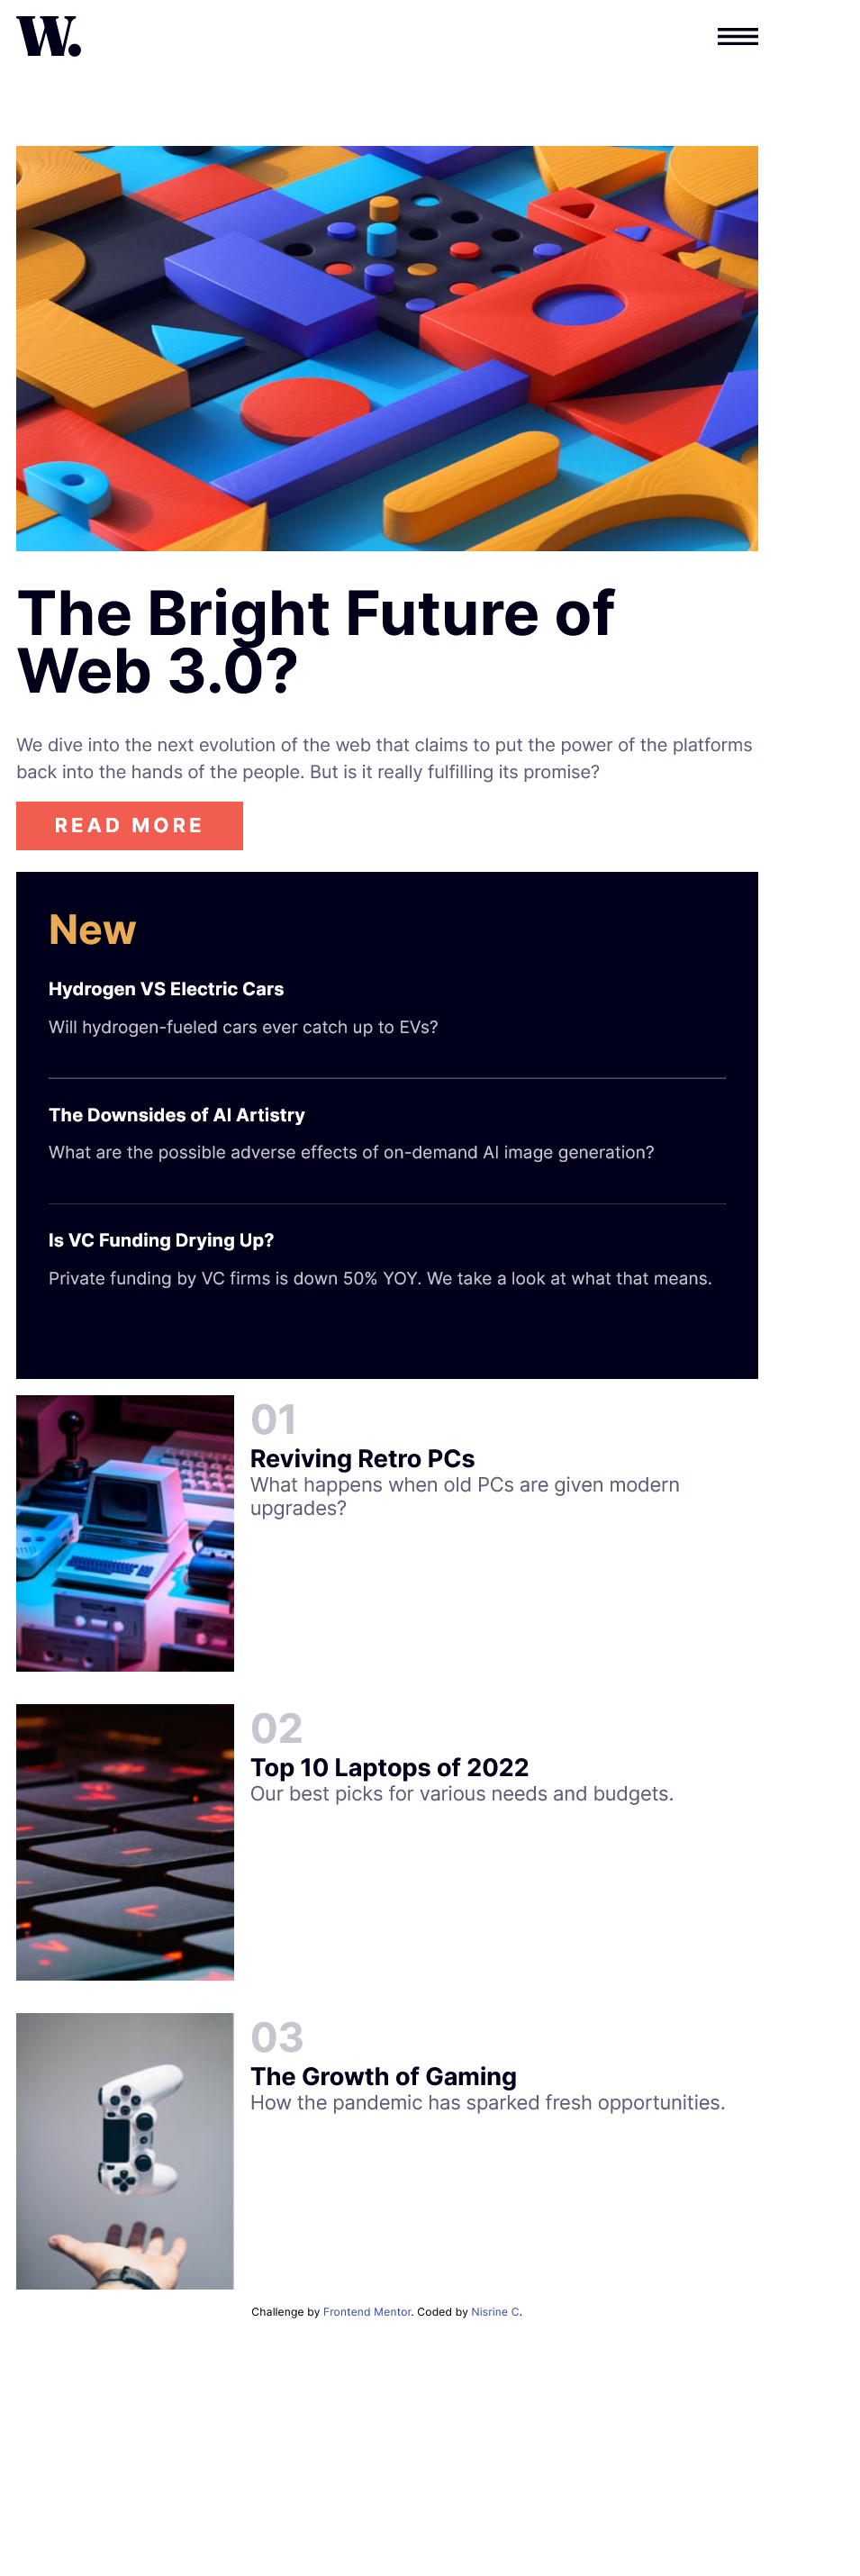 W.
The Bright Future of
Web 3.0?
We dive into the next evolution of the web that claims to put the power of the platforms
back into the hands of the people. But is it really fulfilling its promise?
READ MORE
New
Hydrogen VS Electric Cars
Will hydrogen-fueled cars ever catch up to EVs?
The Downsides of AI Artistry
What are the possible adverse effects of on-demand AI image generation?
Is VC Funding Drying Up?
Private funding by VC firms is down 50% YOY. We take a look at what that means.
01
Reviving Retro PCs
What happens when old PCs are given modern
upgrades?
02
Top 10 Laptops of 2022
Our best picks for various needs and budgets.
03
The Growth of Gaming
How the pandemic has sparked fresh opportunities.
Challenge by Frontend Mentor. Coded by Nisrine C.